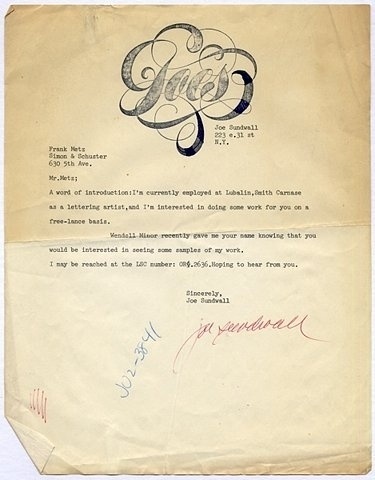 Joe's
Joe Sundwall
223 e.31 st
N.Y.
Frank Metz
Simon & Schuster
630 5th Ave.
Mr.Metz;
A word of introduction:I'm currently employed at Lubalin,Smith Carnase
as a lettering artist,and I'm interested in doing some work for you on a
free-lance basis.
Wendell Minor recently gave me your name knowing that you
would be interested in seeing some samples of my work.
I may be reached at the LSC number: .2636.Hoping to hear from you.
Sincerely,
Joe Sundwall
joe sundwall
JU2-3841